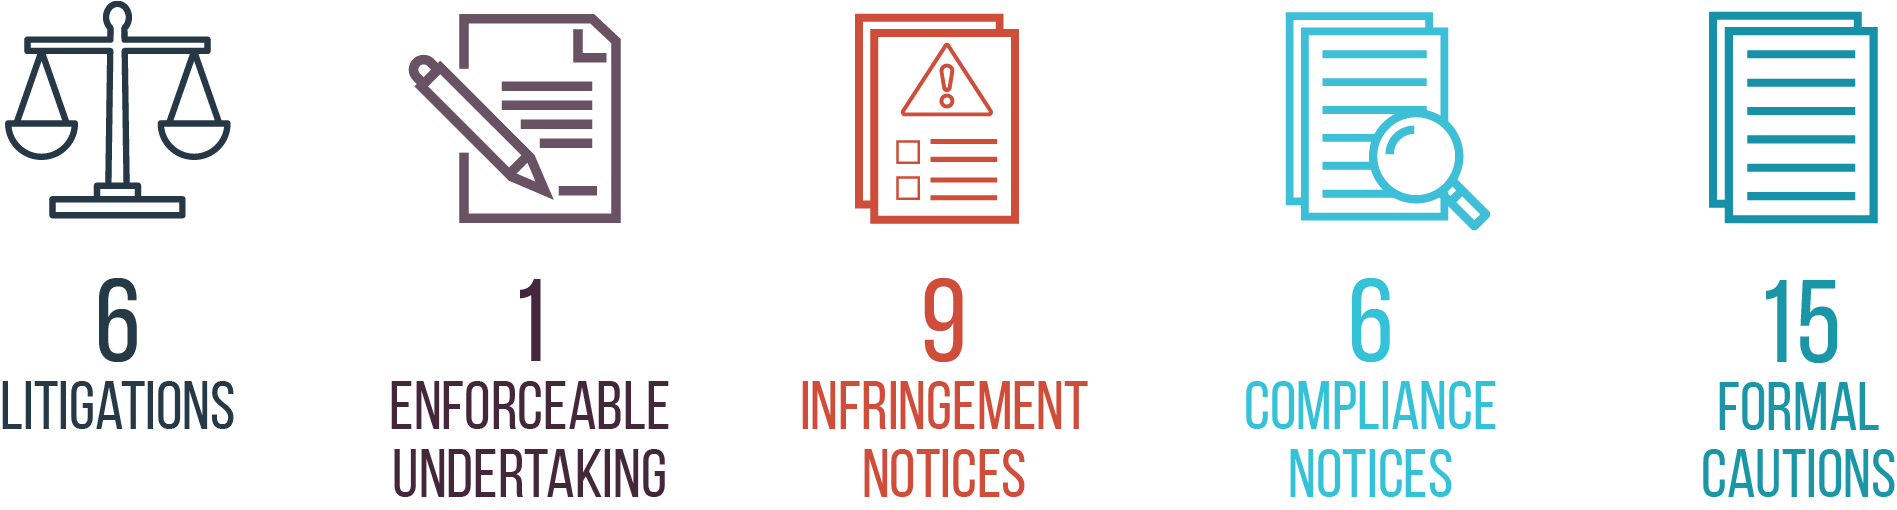 6
LITIGATIONS
1
ENFORCEABLE
UNDERTAKING
9
INFRINGEMENT
NOTICES
6
COMPLIANCE
NOTICES
15
FORMAL
CAUTIONS